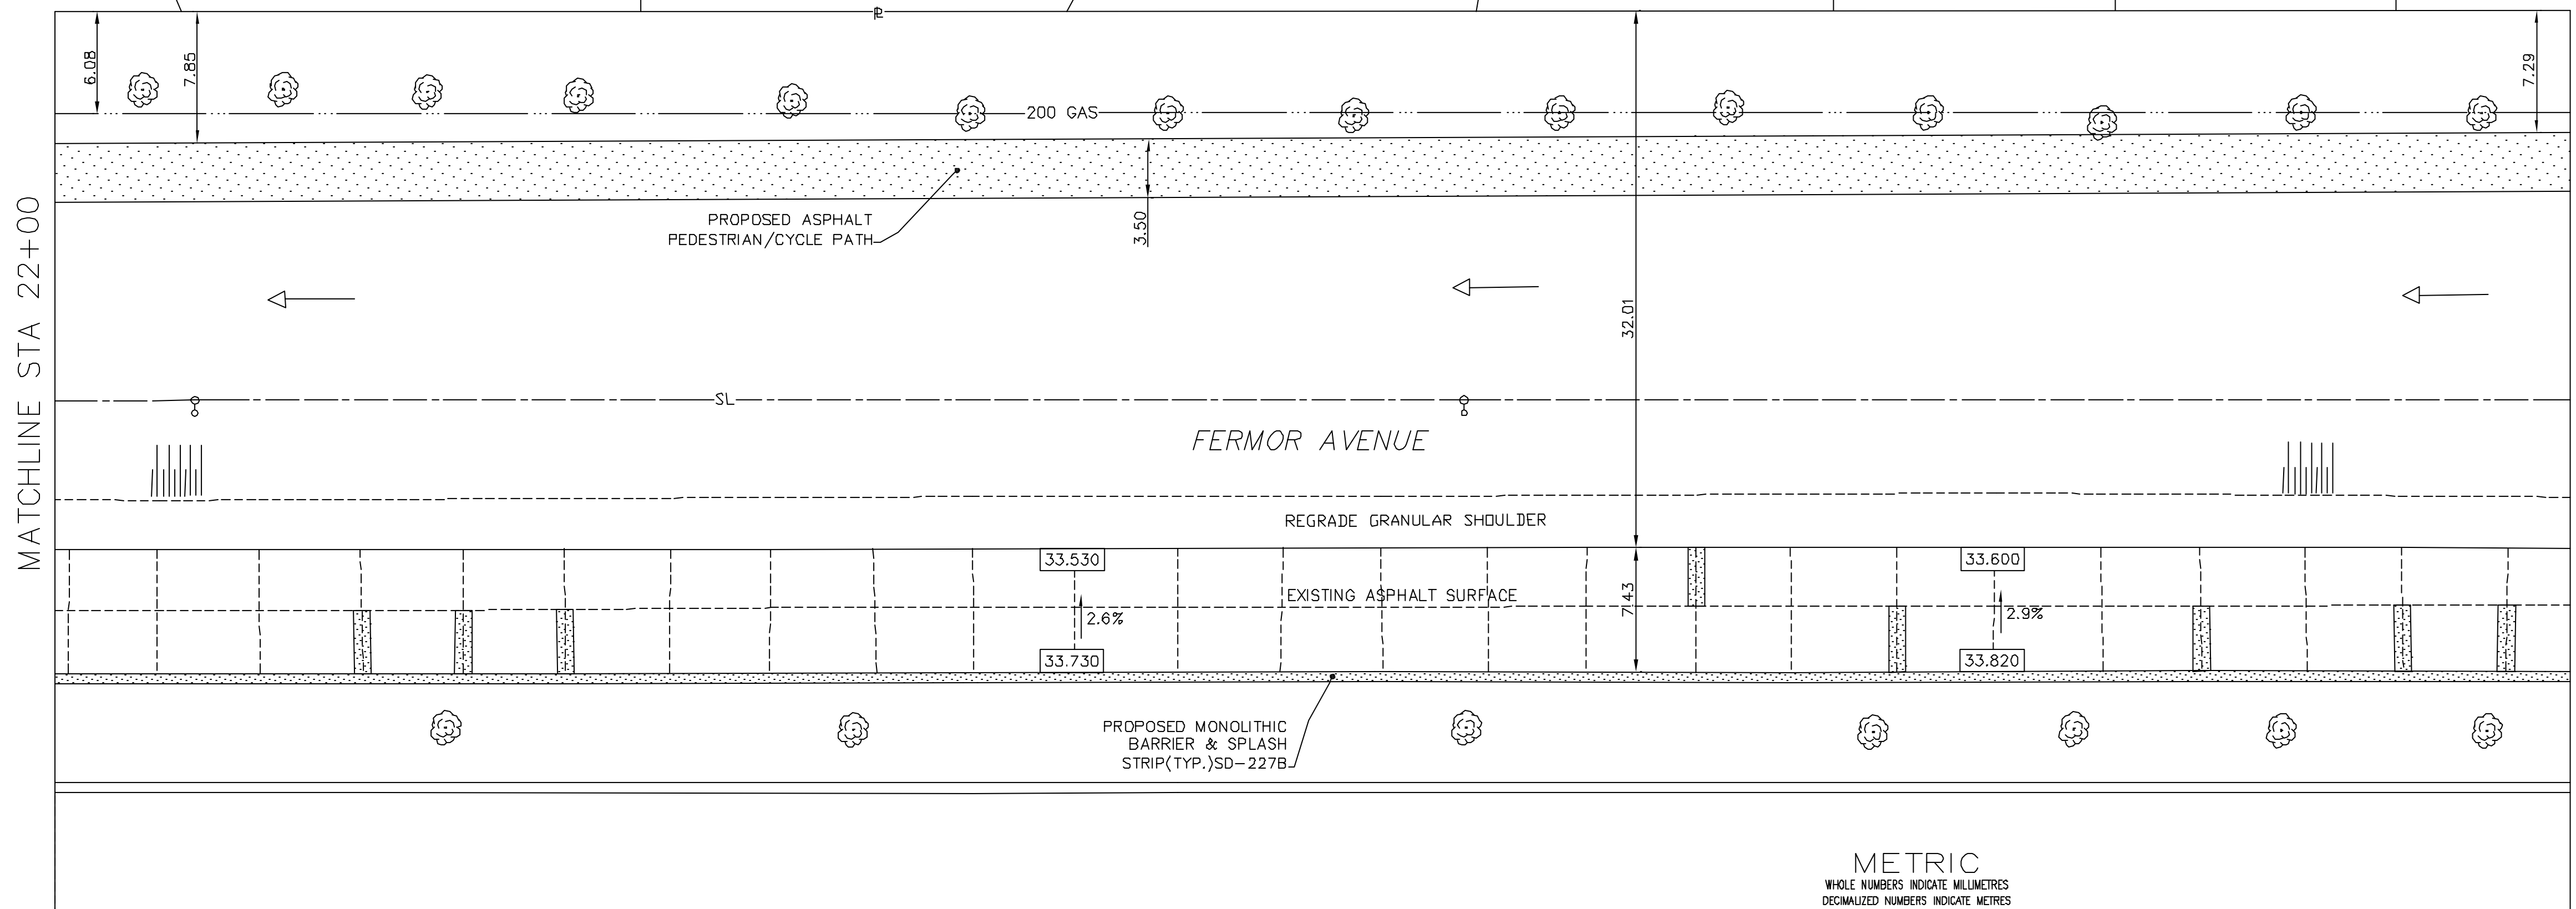 ℄
6.08
7.85
7.29
200 GAS
MATCHLINE STA 22+00
PROPOSED ASPHALT
PEDESTRIAN/CYCLE PATH
3.50
32.01
SL
FERMOR AVENUE
REGRADE GRANULAR SHOULDER
33.530
33.600
EXISTING ASPHALT SURFACE
7.43
2.6%
2.9%
33.730
33.820
PROPOSED MONOLITHIC
BARRIER & SPLASH
STRIP(TYP.)SD-227B
METRIC
WHOLE NUMBERS INDICATE MILLIMETRES
DECIMALIZED NUMBERS INDICATE METRES